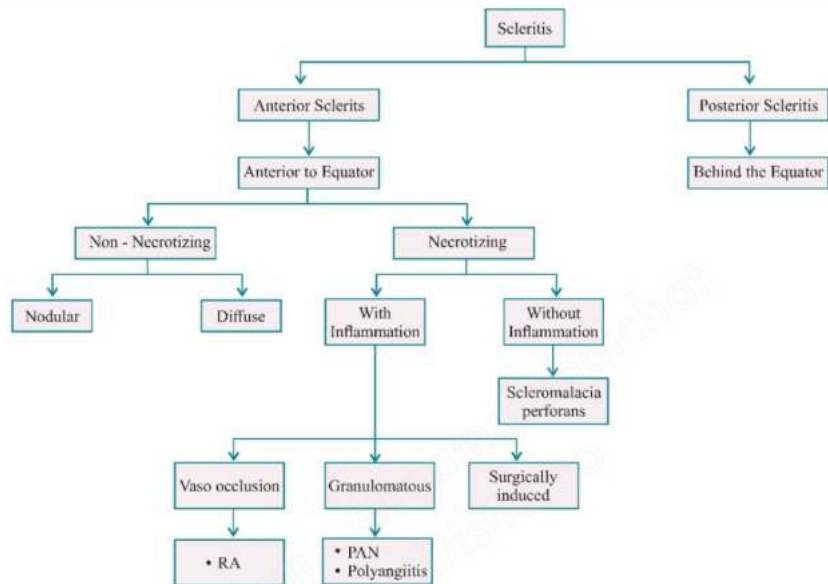 Scleritis
Anterior Sclerits
Posterior Scleritis
Anterior to Equator
Behind the Equator
Non - Necrotizing
Necrotizing
Nodular
Diffuse
With
Inflammation
Without
Inflammation
Scleromalacia
perforans
Vaso occlusion
Granulomatous
Surgically
induced
• RA
• PAN
• Polyangiitis